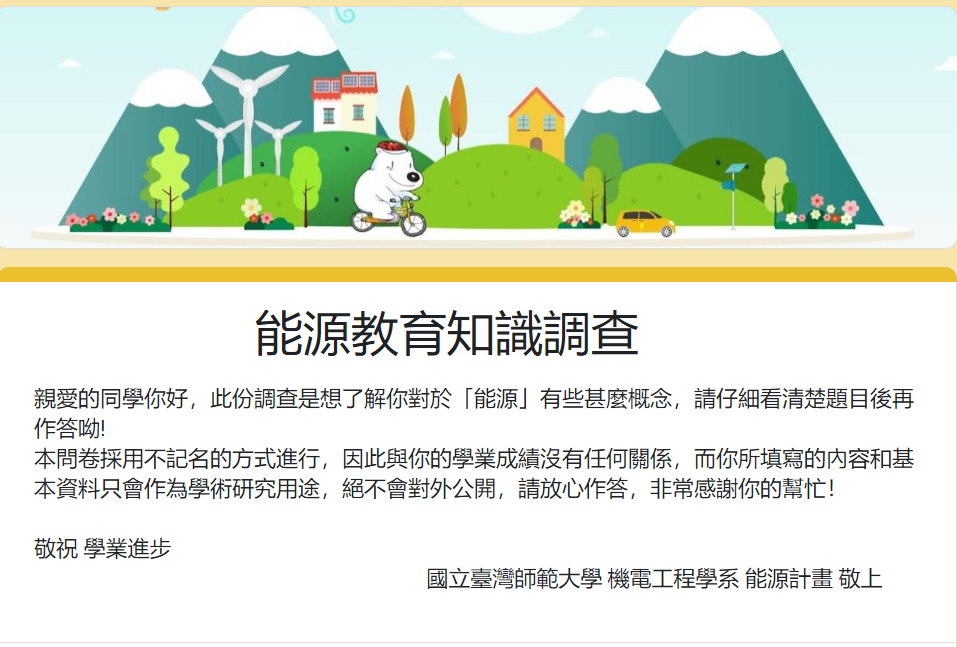 能源教育知識調查
親愛的同學你好，此份調查是想了解你對於「能源」有些甚麼概念，請仔細看清楚題目後再
作答呦!
本問卷採用不記名的方式進行，因此與你的學業成績沒有任何關係，而你所填寫的內容和基
本資料只會作為學術研究用途，絕不會對外公開，請放心作答，非常感謝你的幫忙！
敬祝 學業進步
國立臺灣師範大學 機電工程學系 能源計畫 敬上